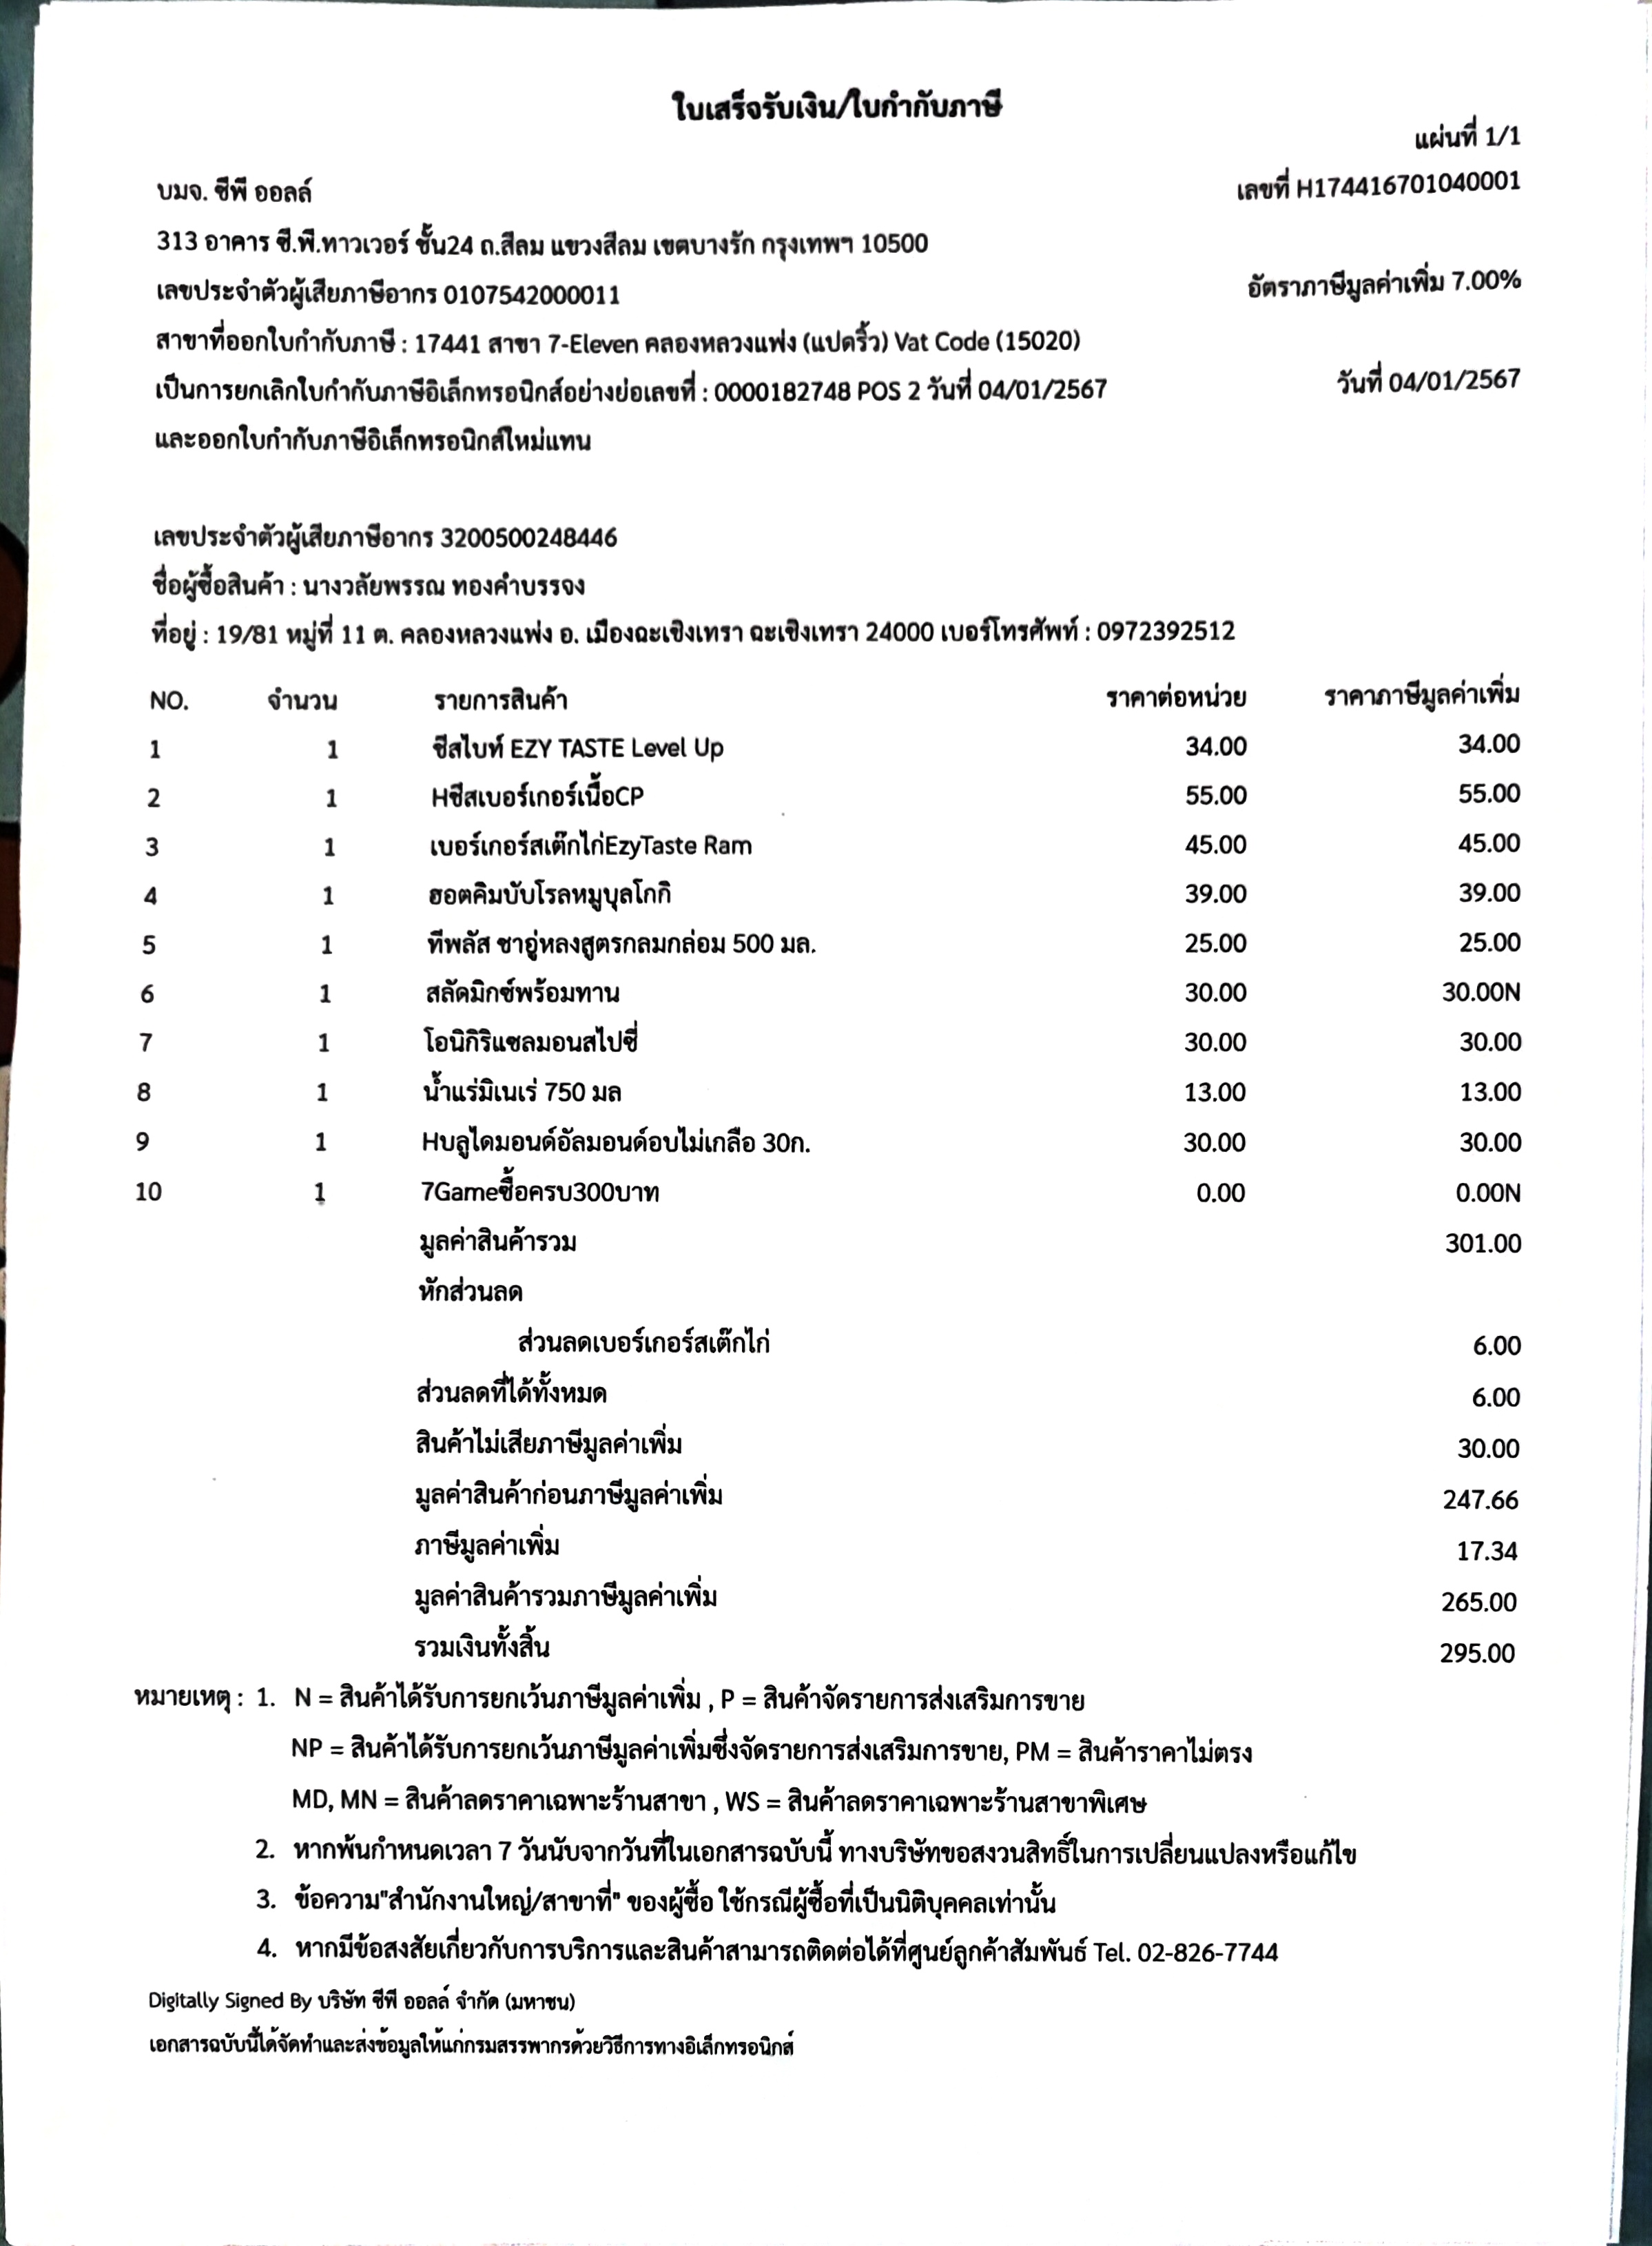 ใบเสร็จรับเงิน/ใบกำกับภาษี
แผ่นที่ 1/1
บมจ. ซีพี ออลล์ เลขที่ H174416701040001
313 อาคาร ซี.พี.ทาวเวอร์ ชั้น24 ถ.สีลม แขวงสีลม เขตบางรัก กรุงเทพฯ 10500
เลขประจำตัวผู้เสียภาษีอากร 0107542000011 อัตราภาษีมูลค่าเพิ่ม 7.00%
สาขาที่ออกใบกำกับภาษี : 17441 สาขา 7-Eleven คลองหลวงแพ่ง (แปดริ้ว) Vat Code (15020)
เป็นการยกเลิกใบกำกับภาษีอิเล็กทรอนิกส์อย่างย่อเลขที่ : 0000182748 POS 2 วันที่ 04/01/2567 วันที่ 04/01/2567
และออกใบกำกับภาษีอิเล็กทรอนิกส์ใหม่แทน
เลขประจำตัวผู้เสียภาษีอากร 3200500248446
ชื่อผู้ซื้อสินค้า : นางวลัยพรรณ ทองคำบรรจง
ที่อยู่ : 19/81 หมู่ที่ 11 ต. คลองหลวงแพ่ง อ. เมืองฉะเชิงเทรา ฉะเชิงเทรา 24000 เบอร์โทรศัพท์ : 0972392512
NO. จำนวน รายการสินค้า ราคาต่อหน่วย ราคาภาษีมูลค่าเพิ่ม
1 1 ชีสไบท์ EZY TASTE Level Up 34.00 34.00
2 1 Hชีสเบอร์เกอร์เนื้อCP 55.00 55.00
3 1 เบอร์เกอร์สเต๊กไก่EzyTaste Ram 45.00 45.00
4 1 ฮอตคิมบับโรลหมูบุลโกกิ 39.00 39.00
5 1 ทีพลัส ชาอู่หลงสูตรกลมกล่อม 500 มล. 25.00 25.00
6 1 สลัดมิกซ์พร้อมทาน 30.00 30.00N
7 1 โอนิกิริแซลมอนสไปซี่ 30.00 30.00
8 1 น้ำแร่มิเนเร่ 750 มล 13.00 13.00
9 1 Hบลูไดมอนด์อัลมอนด์อบไม่เกลือ 30ก. 30.00 30.00
10 1 7Gameซื้อครบ300บาท 0.00 0.00N
มูลค่าสินค้ารวม 301.00
หักส่วนลด
ส่วนลดเบอร์เกอร์สเต๊กไก่ 6.00
ส่วนลดที่ได้ทั้งหมด 6.00
สินค้าไม่เสียภาษีมูลค่าเพิ่ม 30.00
มูลค่าสินค้าก่อนภาษีมูลค่าเพิ่ม 247.66
ภาษีมูลค่าเพิ่ม 17.34
มูลค่าสินค้ารวมภาษีมูลค่าเพิ่ม 265.00
รวมเงินทั้งสิ้น 295.00
หมายเหตุ : 1. N = สินค้าได้รับการยกเว้นภาษีมูลค่าเพิ่ม , P = สินค้าจัดรายการส่งเสริมการขาย
NP = สินค้าได้รับการยกเว้นภาษีมูลค่าเพิ่มซึ่งจัดรายการส่งเสริมการขาย, PM = สินค้าราคาไม่ตรง
MD, MN = สินค้าลดราคาเฉพาะร้านสาขา , WS = สินค้าลดราคาเฉพาะร้านสาขาพิเศษ
2. หากพ้นกำหนดเวลา 7 วันนับจากวันที่ในเอกสารฉบับนี้ ทางบริษัทขอสงวนสิทธิ์ในการเปลี่ยนแปลงหรือแก้ไข
3. ข้อความ"สำนักงานใหญ่/สาขาที่" ของผู้ซื้อ ใช้กรณีผู้ซื้อที่เป็นนิติบุคคลเท่านั้น
4. หากมีข้อสงสัยเกี่ยวกับการบริการและสินค้าสามารถติดต่อได้ที่ศูนย์ลูกค้าสัมพันธ์ Tel. 02-826-7744
Digitally Signed By บริษัท ซีพี ออลล์ จำกัด (มหาชน)
เอกสารฉบับนี้ได้จัดทำและส่งข้อมูลให้แก่กรมสรรพากรด้วยวิธีการทางอิเล็กทรอนิกส์